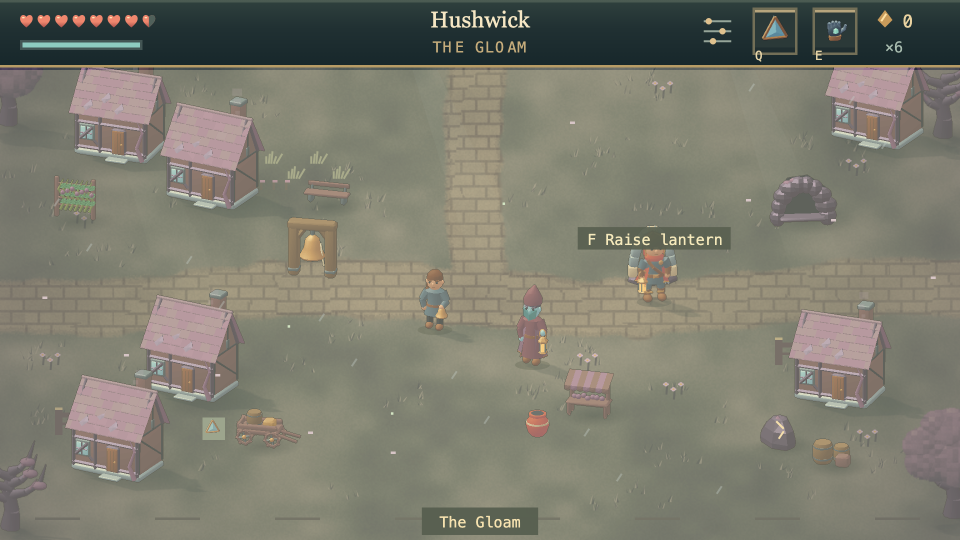 Hushwick
THE GLOAM
Q
E
0
×6
F Raise lantern
The Gloam